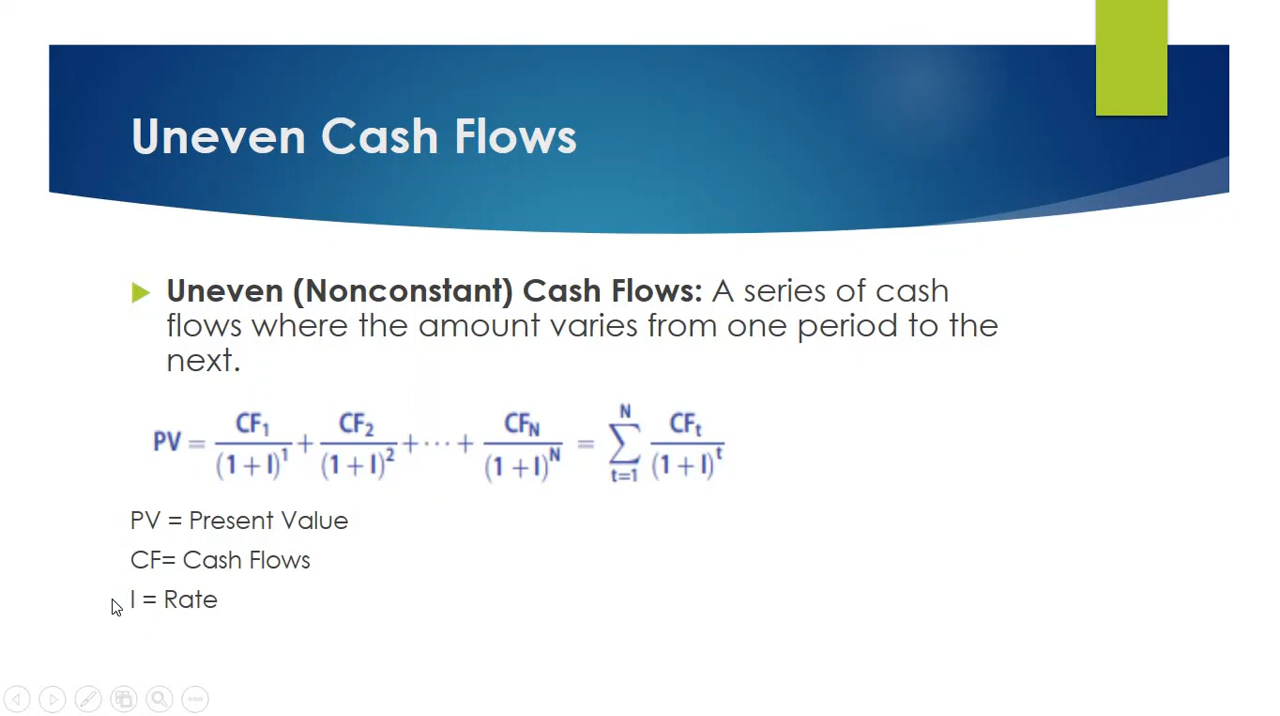 Uneven Cash Flows
Uneven (Nonconstant) Cash Flows: A series of cash
flows where the amount varies from one period to the
next.
PV = CF₁/(1+I)¹ + CF₂/(1+I)² + ··· + CF_N/(1+I)^N = ∑_{t=1}^{N} CF_t/(1+I)^t
PV = Present Value
CF= Cash Flows
I = Rate